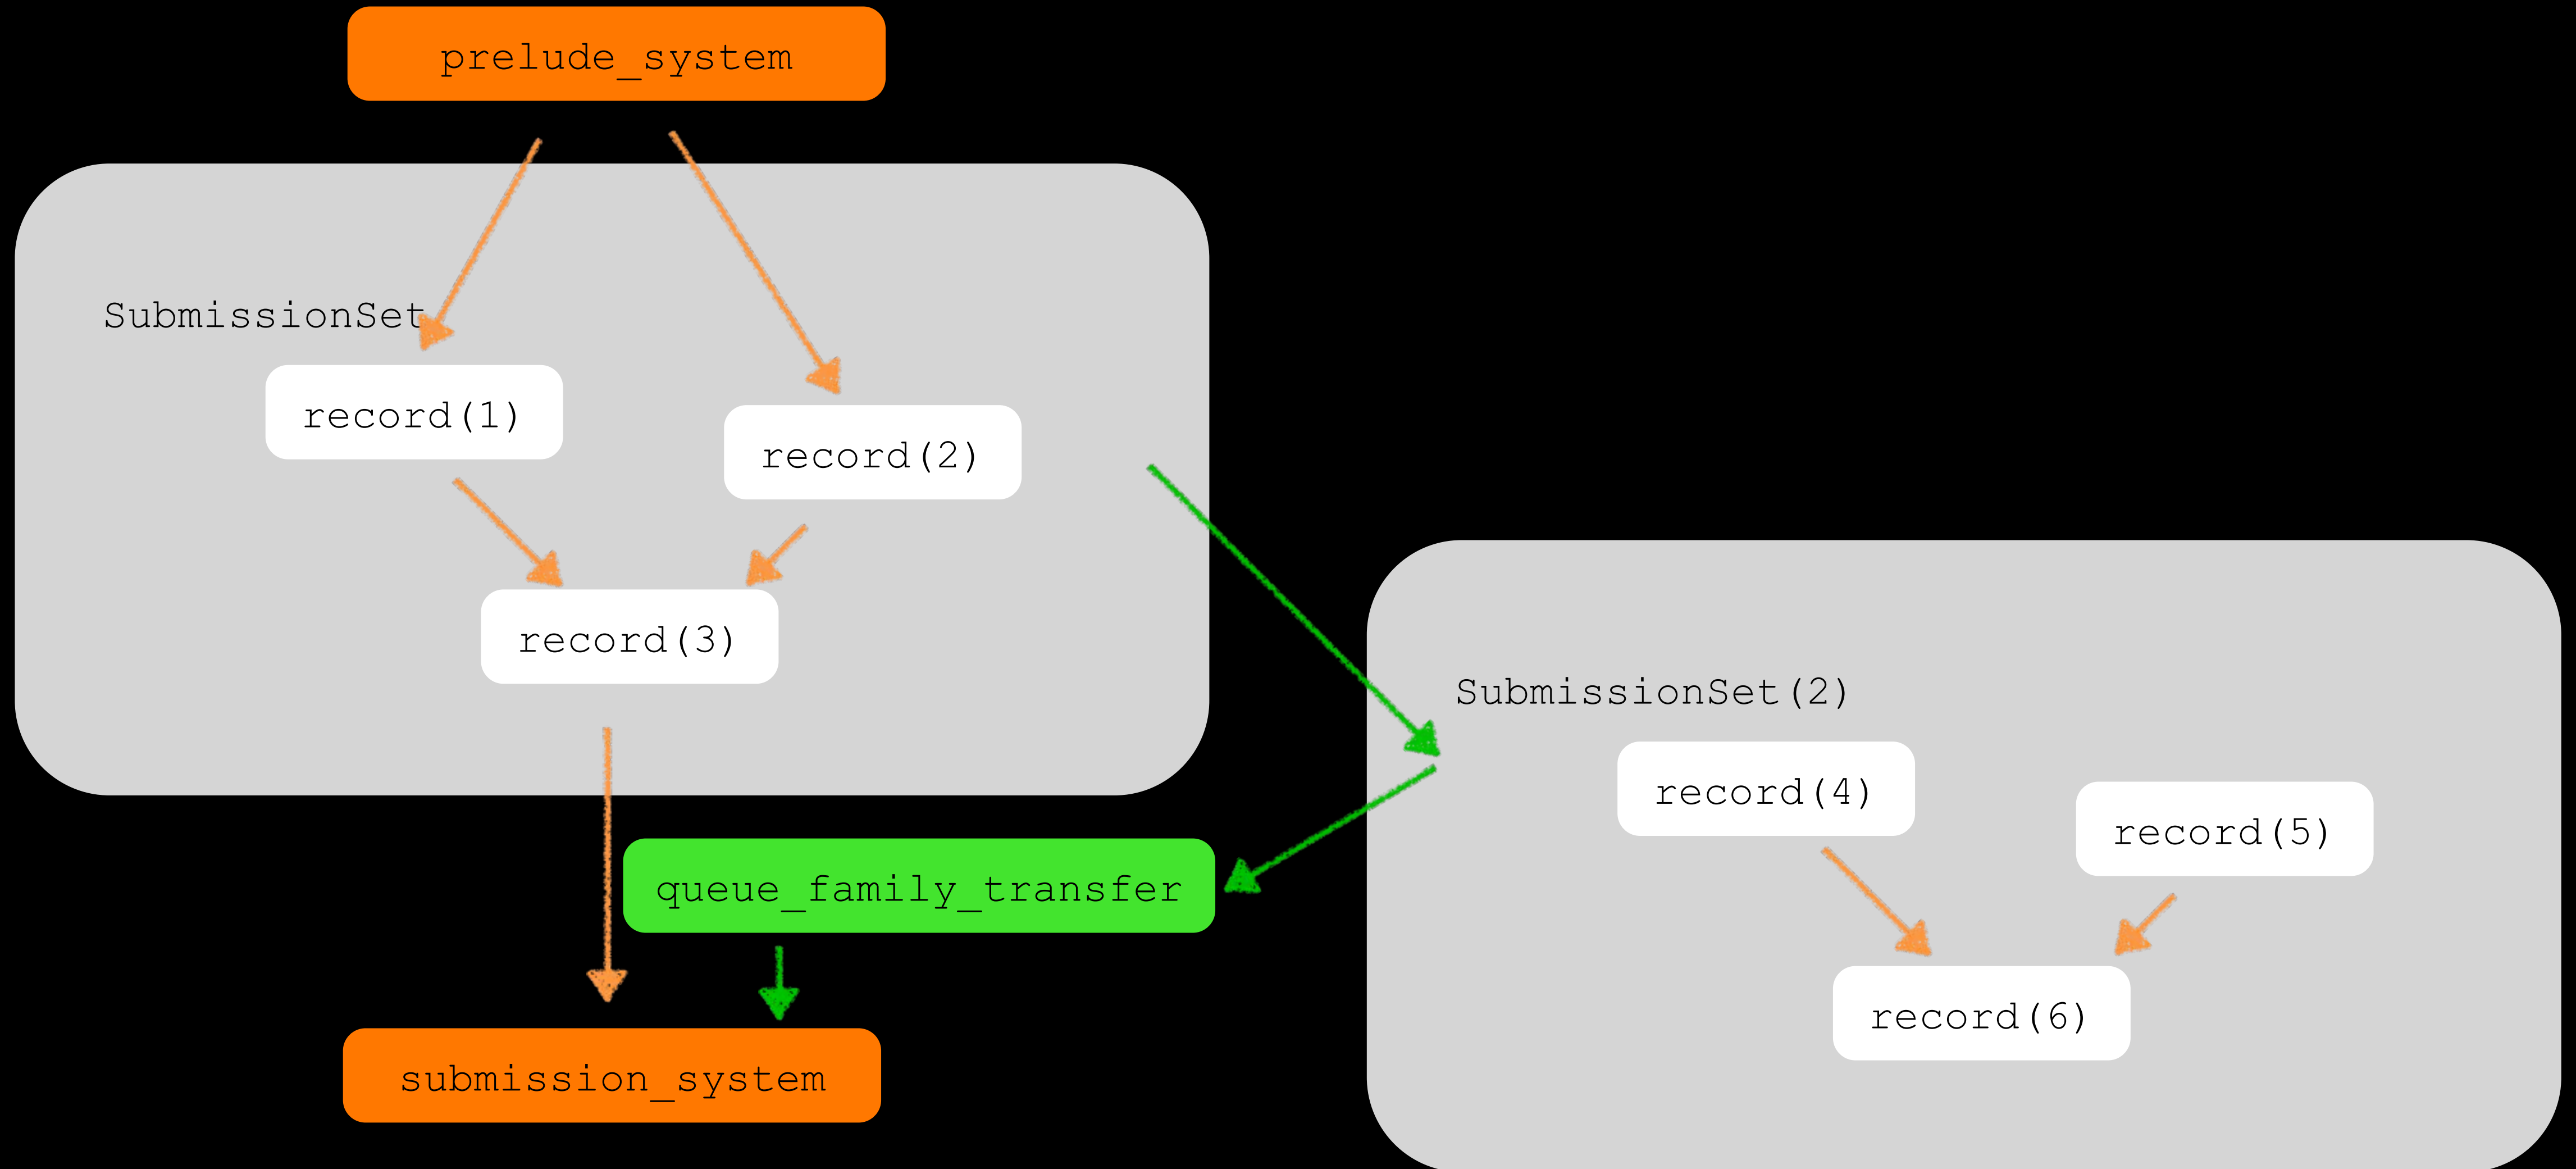 prelude_system
SubmissionSet
record(1)
record(2)
record(3)
SubmissionSet(2)
record(4)
record(5)
queue_family_transfer
record(6)
submission_system